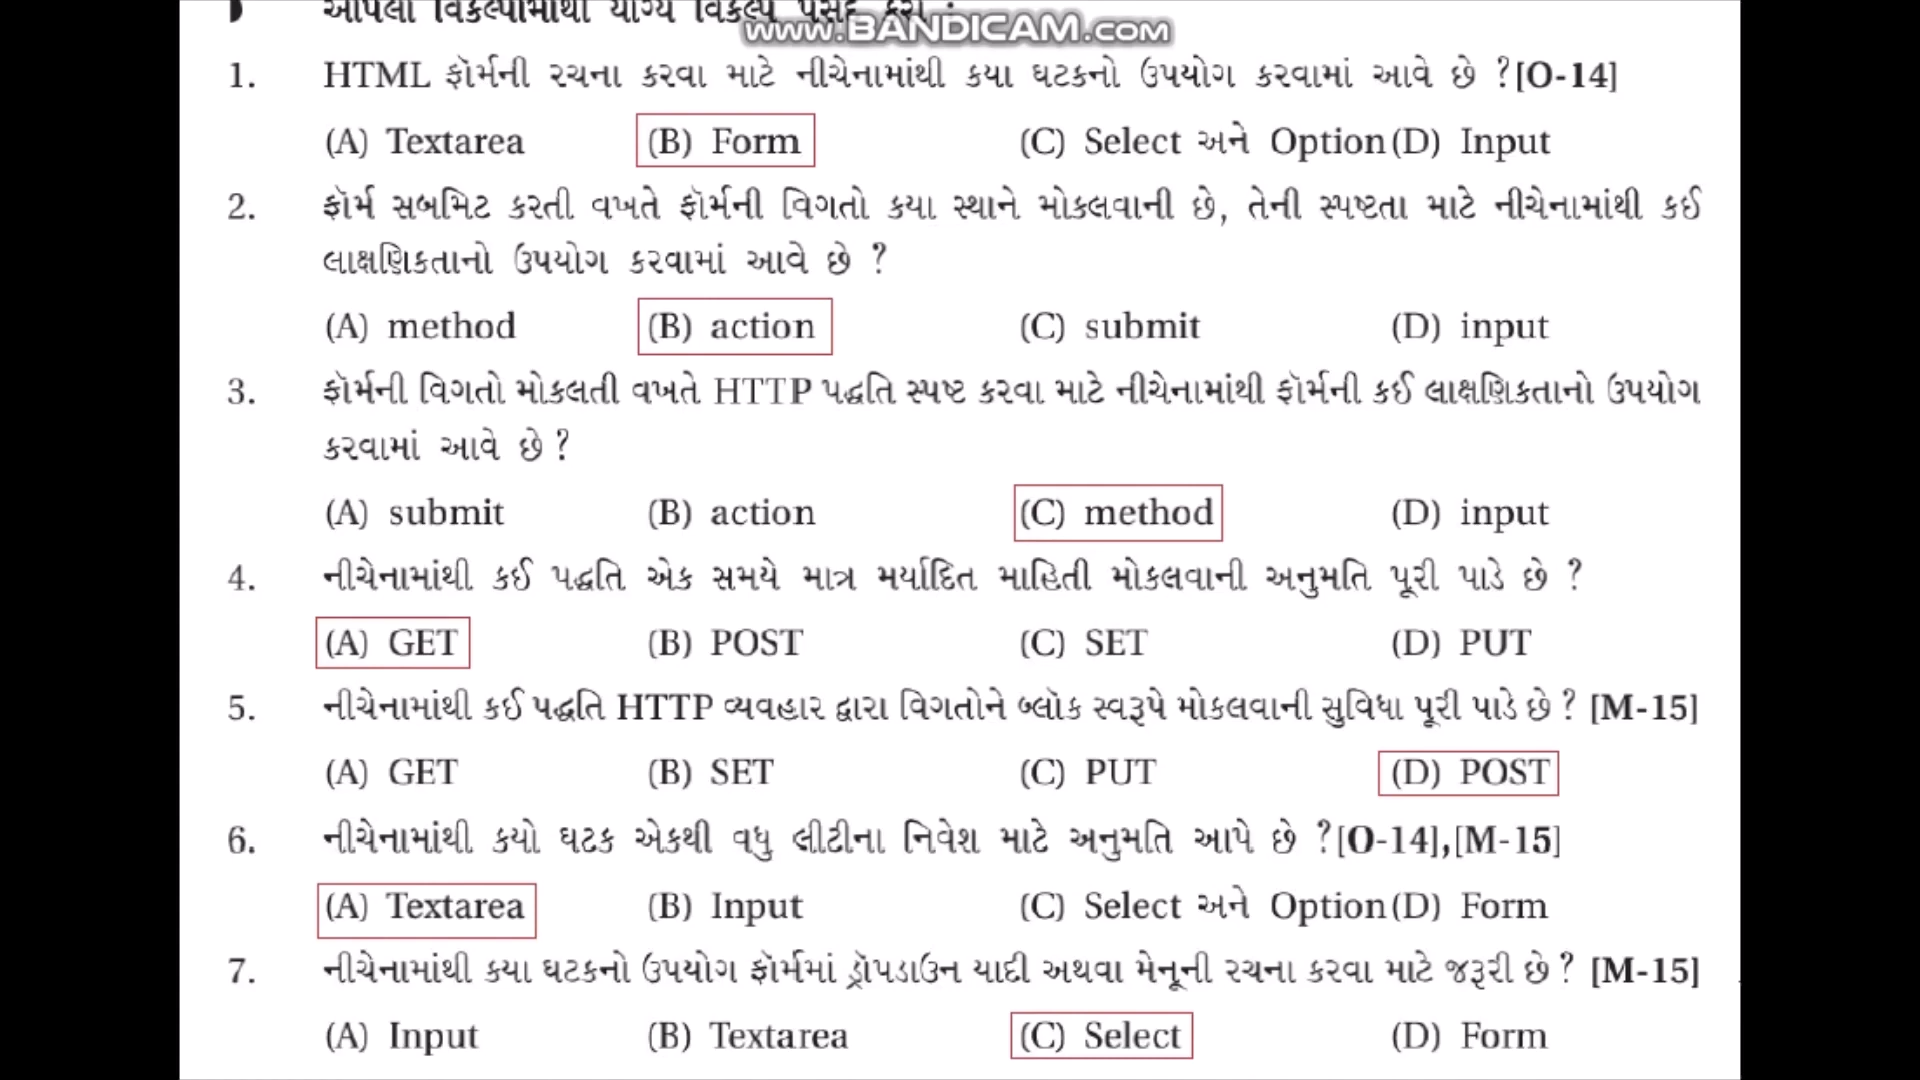 આપેલા વિકલ્પોમાંથી યોગ્ય વિકલ્પ પસંદ કરો :
www.BANDICAM.com
1. HTML ફૉર્મની રચના કરવા માટે નીચેનામાંથી કયા ઘટકનો ઉપયોગ કરવામાં આવે છે ?[O-14]
(A) Textarea (B) Form (C) Select અને Option (D) Input
2. ફૉર્મ સબમિટ કરતી વખતે ફૉર્મની વિગતો કયા સ્થાને મોકલવાની છે, તેની સ્પષ્ટતા માટે નીચેનામાંથી કઈ
લાક્ષણિકતાનો ઉપયોગ કરવામાં આવે છે ?
(A) method (B) action (C) submit (D) input
3. ફૉર્મની વિગતો મોકલતી વખતે HTTP પદ્ધતિ સ્પષ્ટ કરવા માટે નીચેનામાંથી ફૉર્મની કઈ લાક્ષણિકતાનો ઉપયોગ
કરવામાં આવે છે ?
(A) submit (B) action (C) method (D) input
4. નીચેનામાંથી કઈ પદ્ધતિ એક સમયે માત્ર મર્યાદિત માહિતી મોકલવાની અનુમતિ પૂરી પાડે છે ?
(A) GET (B) POST (C) SET (D) PUT
5. નીચેનામાંથી કઈ પદ્ધતિ HTTP વ્યવહાર દ્વારા વિગતોને બ્લૉક સ્વરૂપે મોકલવાની સુવિધા પૂરી પાડે છે ? [M-15]
(A) GET (B) SET (C) PUT (D) POST
6. નીચેનામાંથી કયો ઘટક એકથી વધુ લીટીના નિવેશ માટે અનુમતિ આપે છે ?[O-14],[M-15]
(A) Textarea (B) Input (C) Select અને Option (D) Form
7. નીચેનામાંથી કયા ઘટકનો ઉપયોગ ફૉર્મમાં ડ્રૉપડાઉન યાદી અથવા મેનૂની રચના કરવા માટે જરૂરી છે ? [M-15]
(A) Input (B) Textarea (C) Select (D) Form